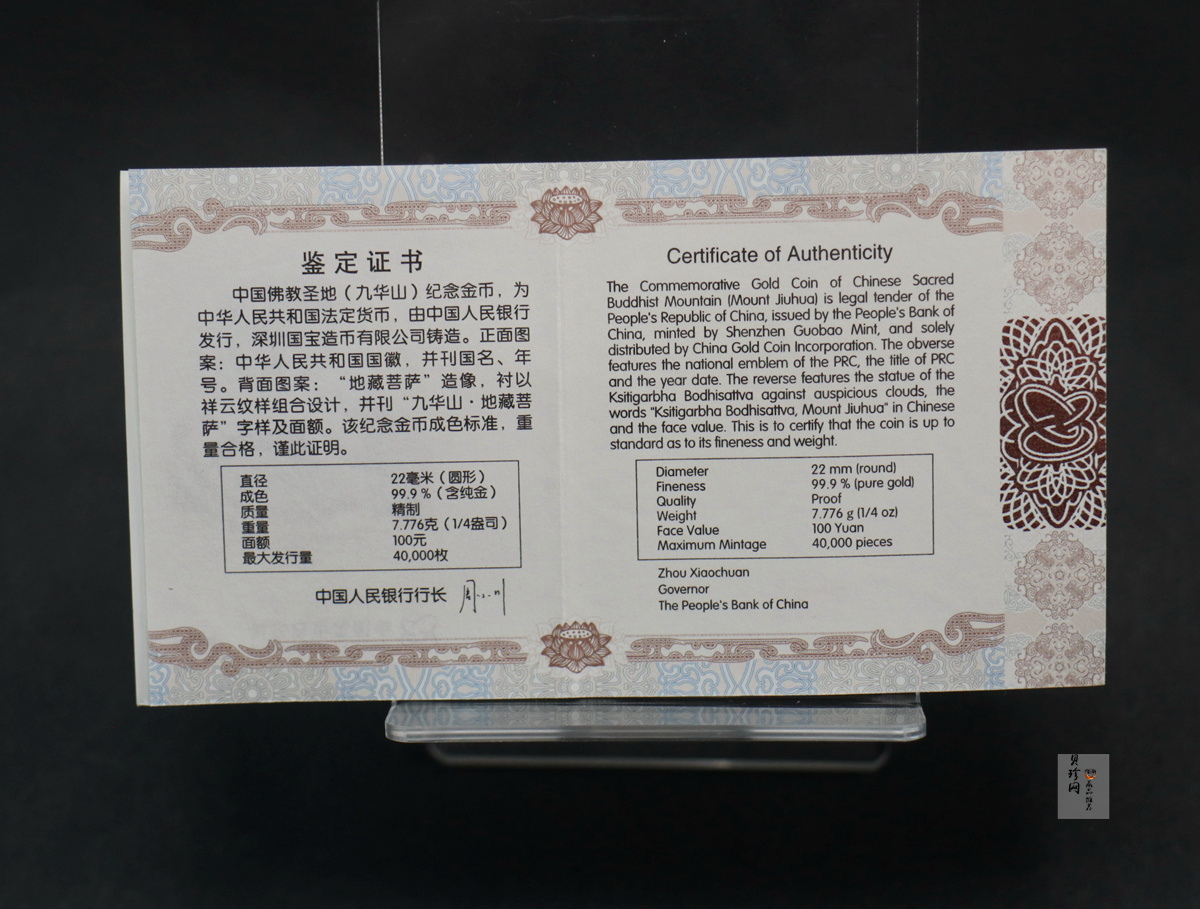 鉴定证书
中国佛教圣地（九华山）纪念金币，为
中华人民共和国法定货币，由中国人民银行
发行，深圳国宝造币有限公司铸造。正面图
案：中华人民共和国国徽，并刊国名、年
号。背面图案：“地藏菩萨”造像，衬以
祥云纹样组合设计，并刊“九华山·地藏菩
萨”字样及面额。该纪念金币成色标准，重
量合格，谨此证明。
直径 22毫米（圆形）
成色 99.9％（含纯金）
质量 精制
重量 7.776克（1/4盎司）
面额 100元
最大发行量 40,000枚
中国人民银行行长
Certificate of Authenticity
The Commemorative Gold Coin of Chinese Sacred
Buddhist Mountain (Mount Jiuhua) is legal tender of the
People's Republic of China, issued by the People's Bank of
China, minted by Shenzhen Guobao Mint, and solely
distributed by China Gold Coin Incorporation. The obverse
features the national emblem of the PRC, the title of PRC
and the year date. The reverse features the statue of the
Ksitigarbha Bodhisattva against auspicious clouds, the
words "Ksitigarbha Bodhisattva, Mount Jiuhua" in Chinese
and the face value. This is to certify that the coin is up to
standard as to its fineness and weight.
Diameter 22 mm (round)
Fineness 99.9 % (pure gold)
Quality Proof
Weight 7.776 g (1/4 oz)
Face Value 100 Yuan
Maximum Mintage 40,000 pieces
Zhou Xiaochuan
Governor
The People's Bank of China